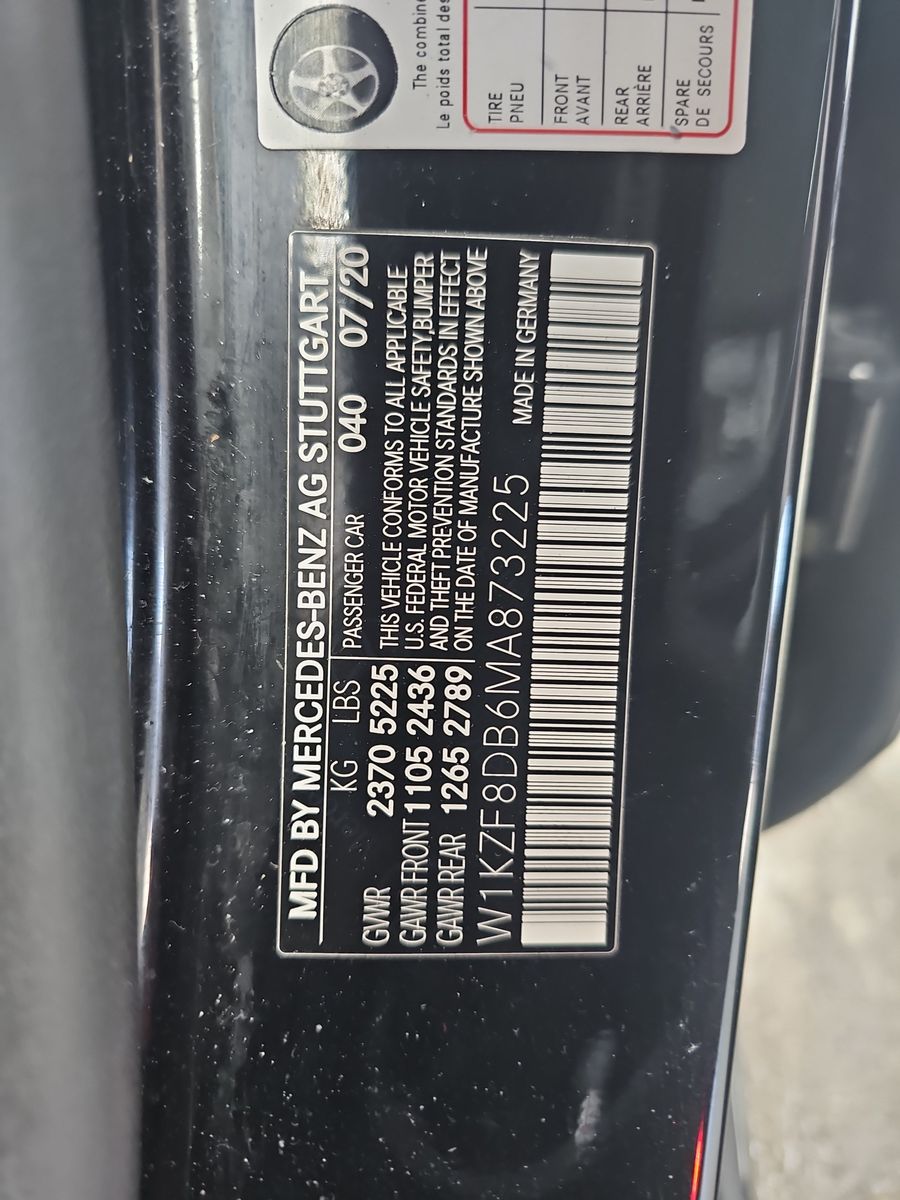 MFD BY MERCEDES-BENZ AG STUTTGART
KG LBS PASSENGER CAR 040 07/20
GWR 2370 5225 THIS VEHICLE CONFORMS TO ALL APPLICABLE
GAWR FRONT 1105 2436 U.S. FEDERAL MOTOR VEHICLE SAFETY,BUMPER
GAWR REAR 1265 2789 AND THEFT PREVENTION STANDARDS IN EFFECT
ON THE DATE OF MANUFACTURE SHOWN ABOVE
W1KZF8DB6MA873225 MADE IN GERMANY
The combine
Le poids total des
TIRE
PNEU
FRONT
AVANT
REAR
ARRIÈRE
SPARE
DE SECOURS